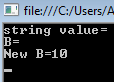 file:///C:/Users/A
string value=
B=
New B=10